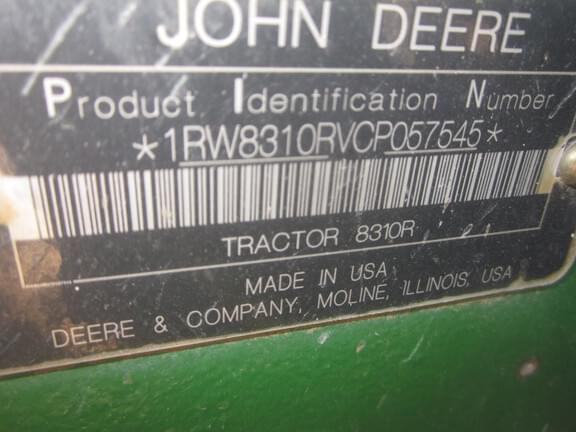 JOHN DEERE
Product Identification Number
*1RW8310RVCP057545*
TRACTOR 8310R
MADE IN USA
DEERE & COMPANY, MOLINE, ILLINOIS, USA